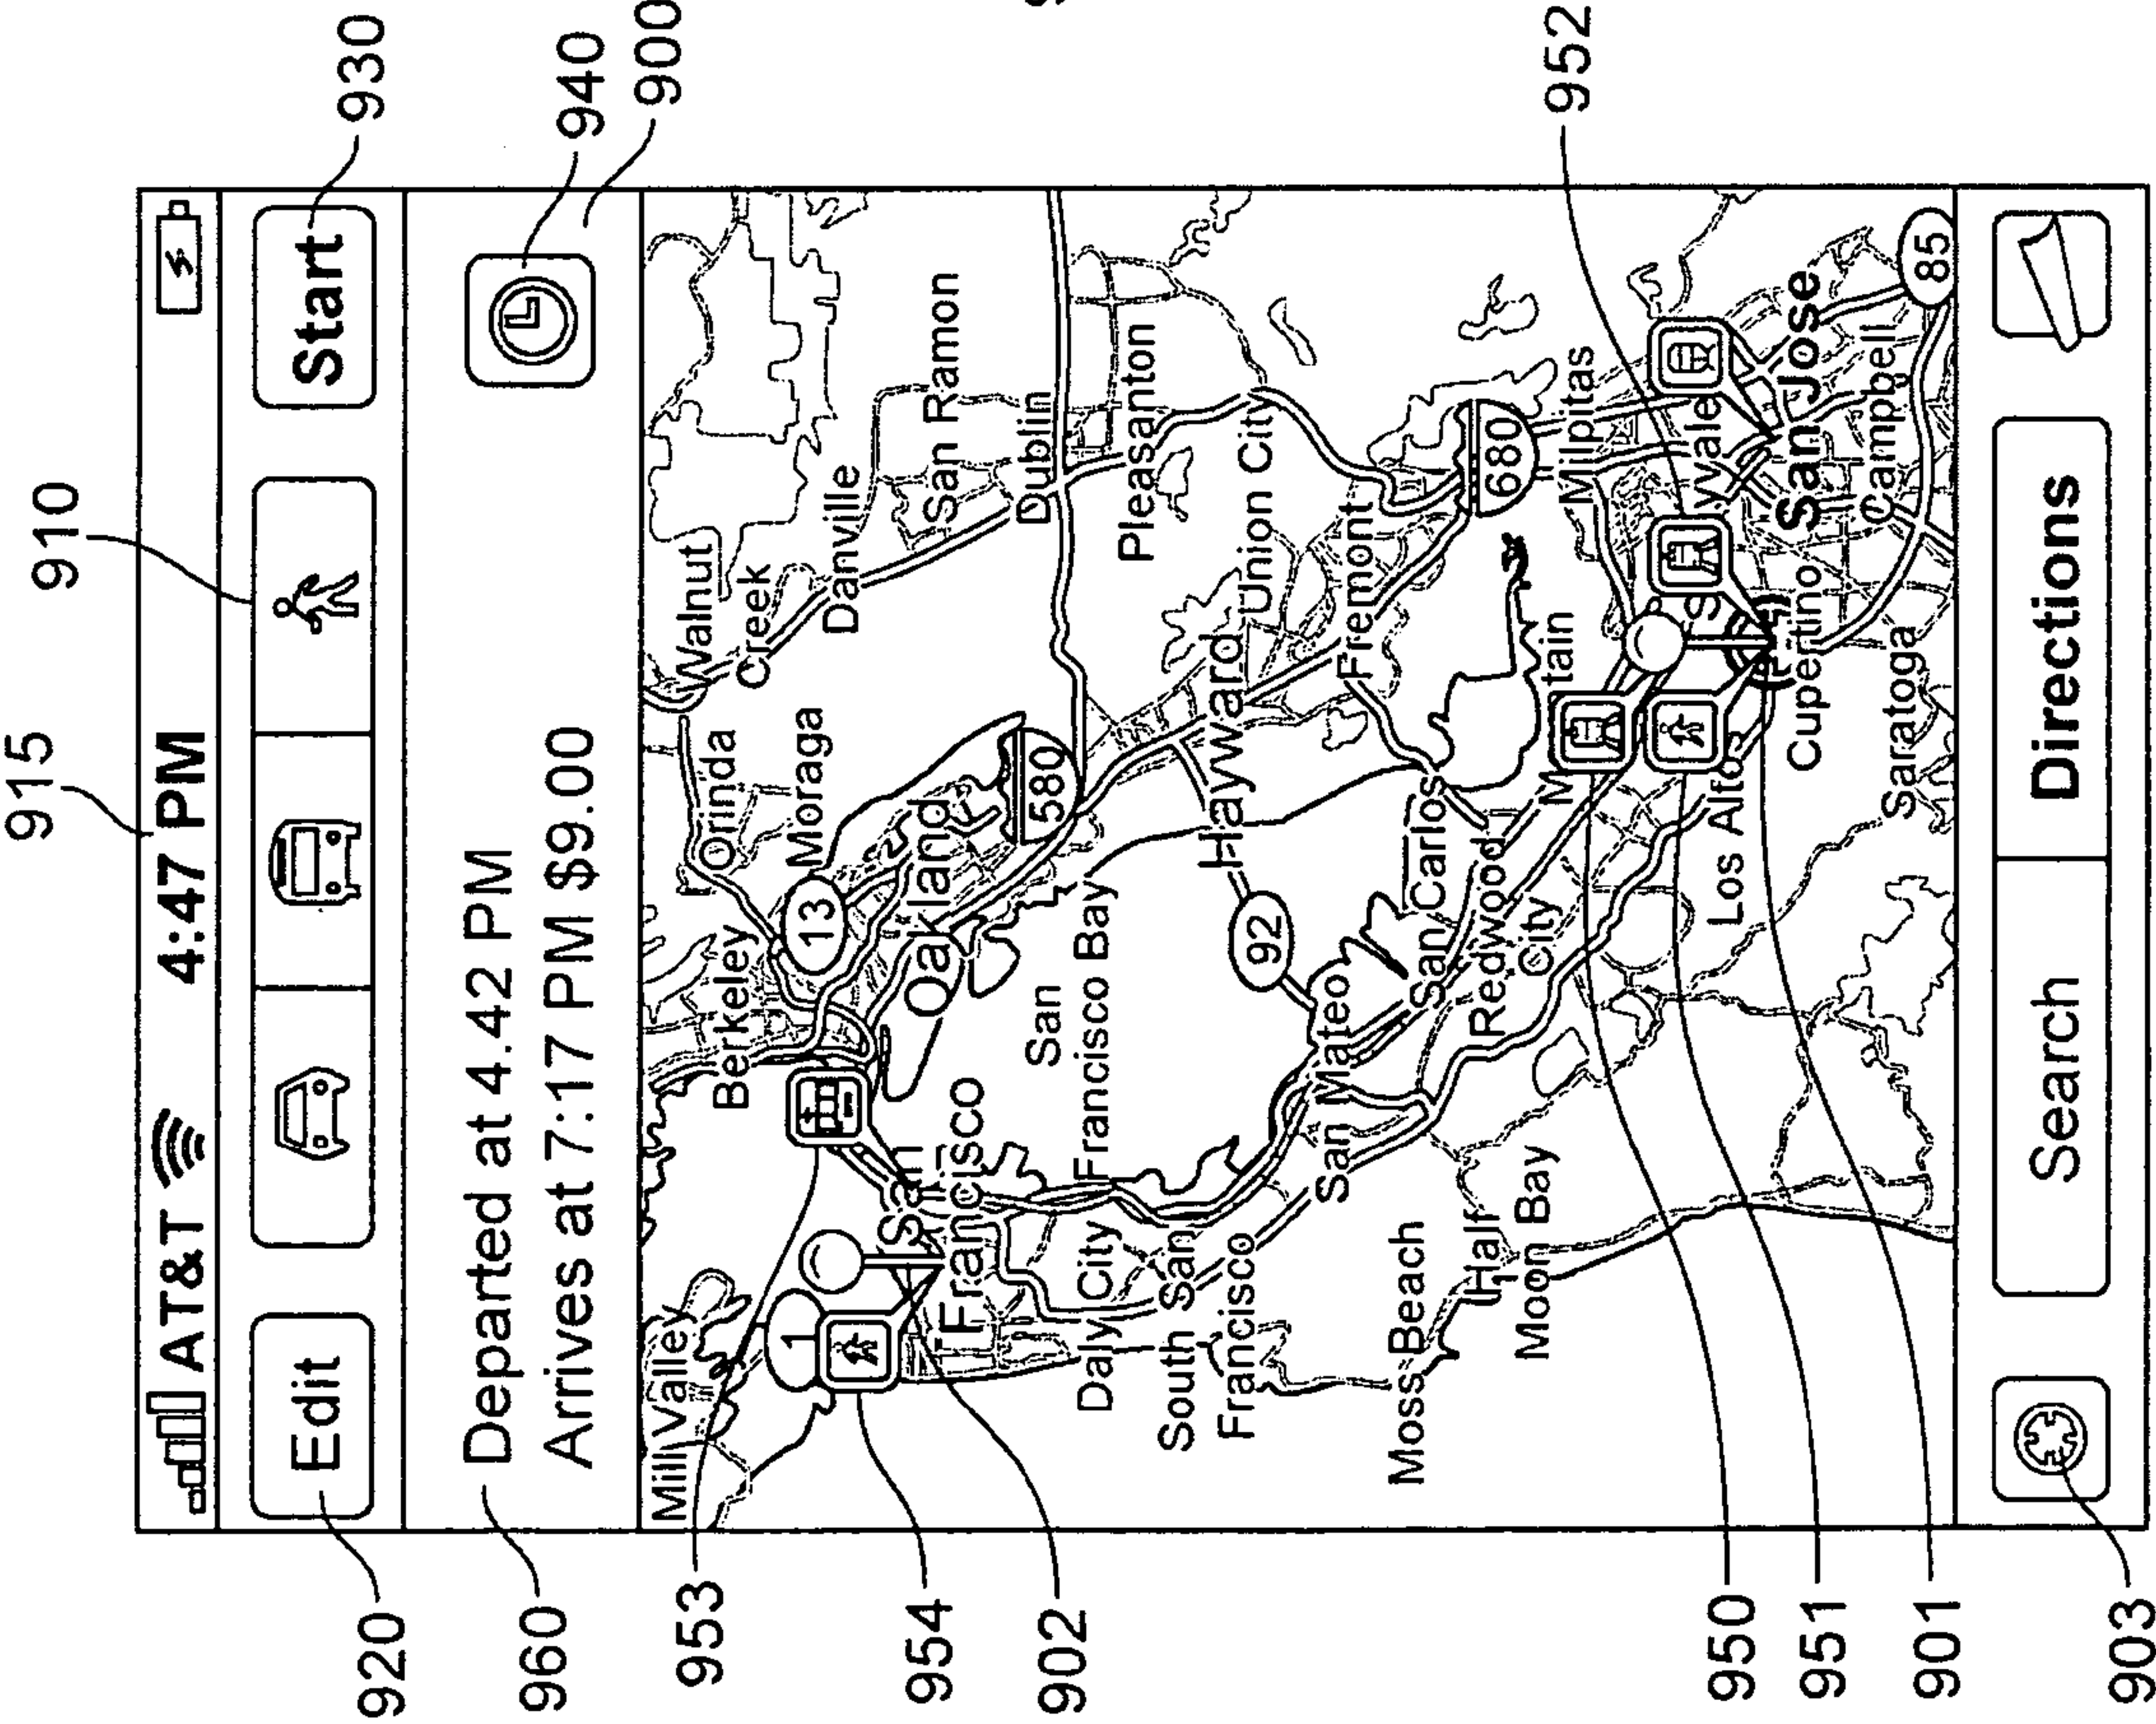 915
910
AT&T 4:47 PM
Edit
Start
920
930
Departed at 4.42 PM
Arrives at 7:17 PM $9.00
960
940
900
Mill Valley
Berkeley
Orinda
Walnut
Creek
Moraga
Danville
1
13
San
Francisco
Oakland
580
San Ramon
Dublin
Daly City
San
Francisco Bay
Pleasanton
South San
Francisco
Hayward
Union City
92
San Mateo
Fremont
Moss Beach
San Carlos
Half
Moon Bay
Redwood
City
680
M
tain
Milpitas
S
vale
Los Altos
Cupertino
San Jose
Campbell
Saratoga
85
953
954
902
952
950
951
901
903
Search
Directions